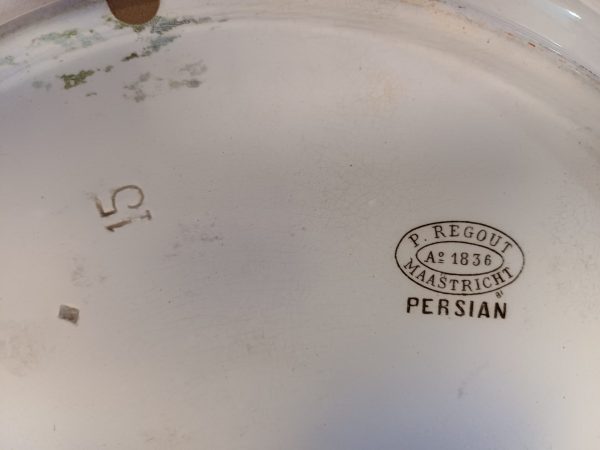 15
P. REGOUT
Aº 1836
MAASTRICHT
PERSIAN